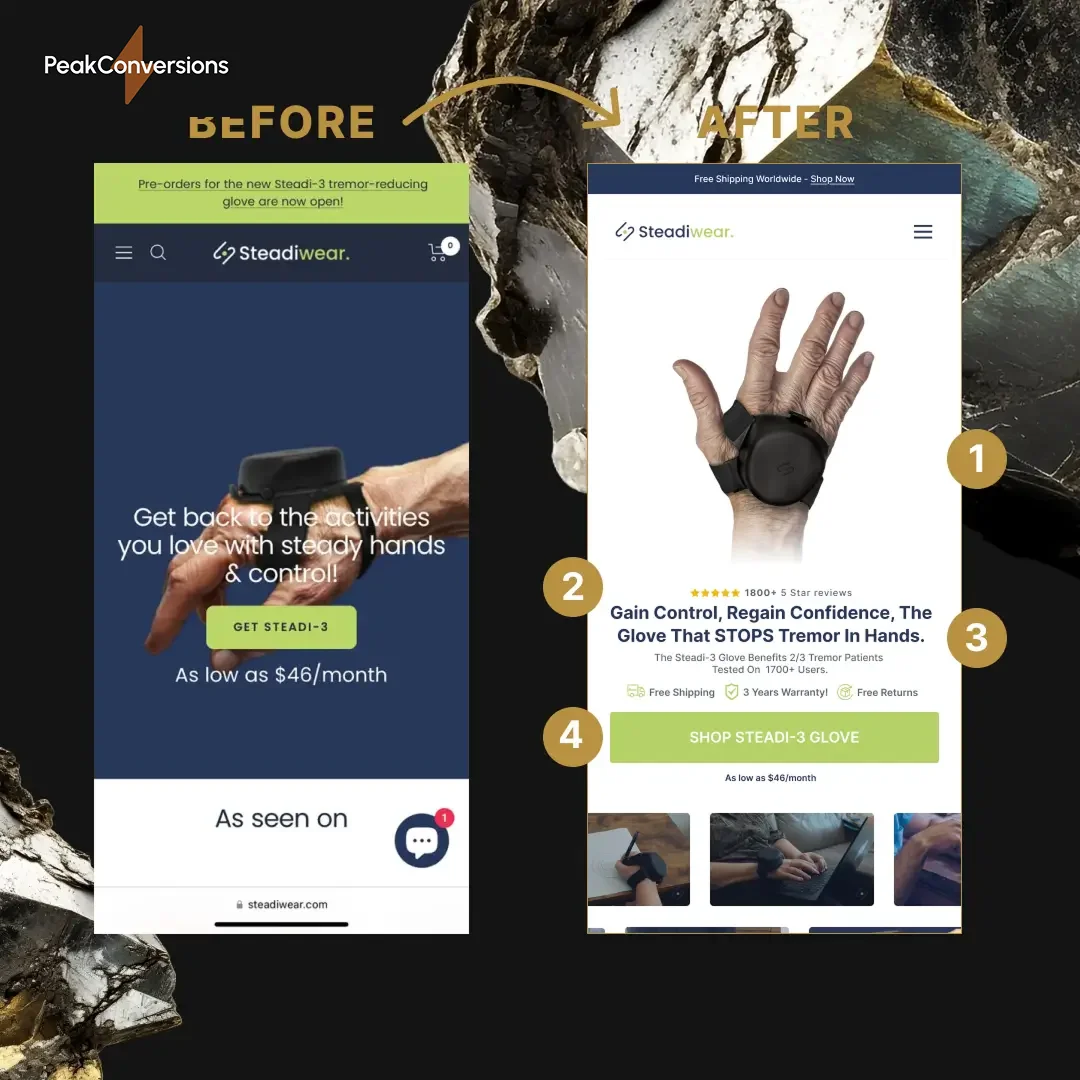 PeakConversions
BEFORE
AFTER
Pre-orders for the new Steadi-3 tremor-reducing
glove are now open!
Steadiwear.
0
Get back to the activities
you love with steady hands
& control!
GET STEADI-3
As low as $46/month
As seen on
1
steadiwear.com
Free Shipping Worldwide - Shop Now
Steadiwear.
1
2
1800+ 5 Star reviews
Gain Control, Regain Confidence, The
Glove That STOPS Tremor In Hands.
3
The Steadi-3 Glove Benefits 2/3 Tremor Patients
Tested On 1700+ Users.
Free Shipping
3 Years Warranty!
Free Returns
4
SHOP STEADI-3 GLOVE
As low as $46/month